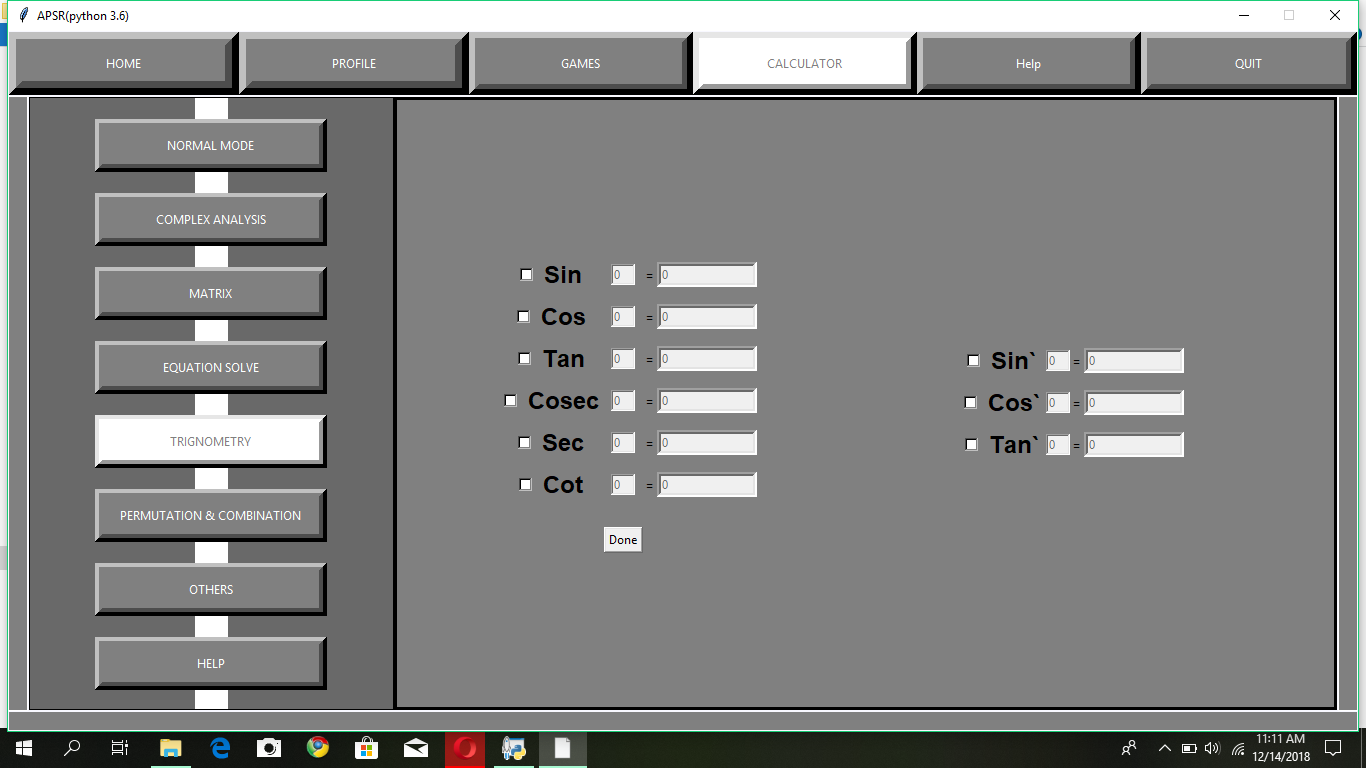 APSR(python 3.6)
HOME PROFILE GAMES CALCULATOR Help QUIT
NORMAL MODE
COMPLEX ANALYSIS
MATRIX
EQUATION SOLVE
TRIGNOMETRY
PERMUTATION & COMBINATION
OTHERS
HELP
Sin 0 = 0
Cos 0 = 0
Tan 0 = 0
Cosec 0 = 0
Sec 0 = 0
Cot 0 = 0
Done
Sin` 0 = 0
Cos` 0 = 0
Tan` 0 = 0
11:11 AM
12/14/2018